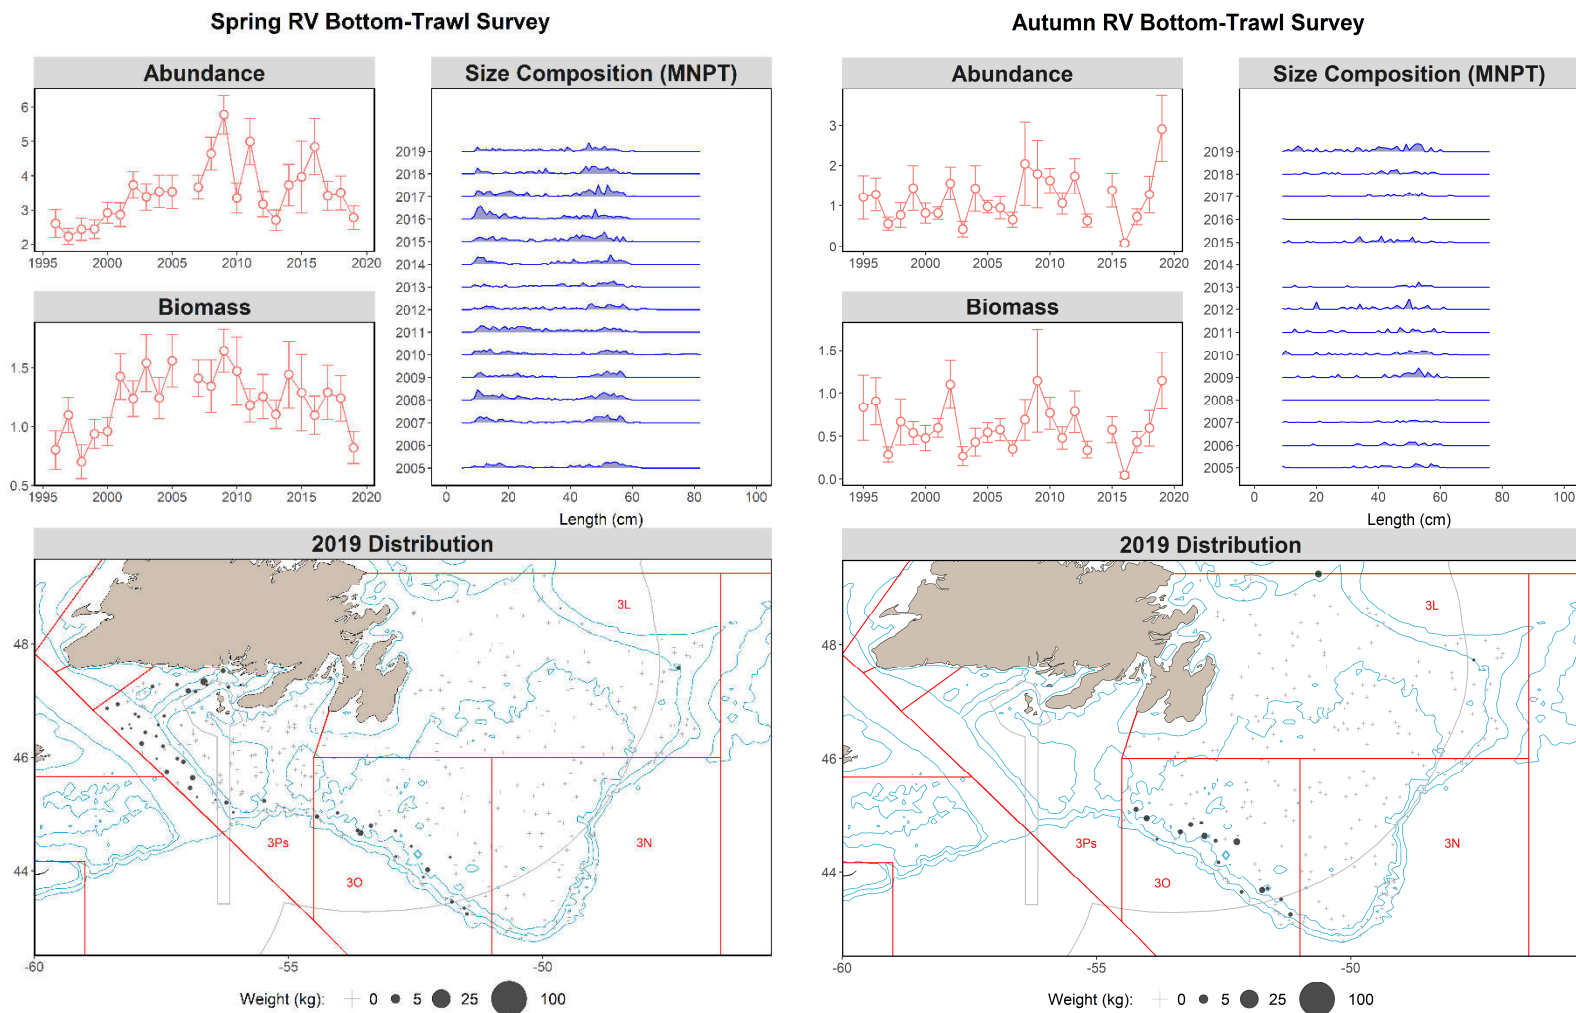 Spring RV Bottom-Trawl Survey
Abundance
6
5
4
3
2
1995 2000 2005 2010 2015 2020
Biomass
1.5
1.0
0.5
1995 2000 2005 2010 2015 2020
Size Composition (MNPT)
2019
2018
2017
2016
2015
2014
2013
2012
2011
2010
2009
2008
2007
2006
2005
0 20 40 60 80 100
Length (cm)
2019 Distribution
48
46
44
3L
3N
3O
3Ps
-60 -55 -50
Weight (kg): 0 5 25 100
Autumn RV Bottom-Trawl Survey
Abundance
3
2
1
0
1995 2000 2005 2010 2015 2020
Biomass
1.5
1.0
0.5
0.0
1995 2000 2005 2010 2015 2020
Size Composition (MNPT)
2019
2018
2017
2016
2015
2014
2013
2012
2011
2010
2009
2008
2007
2006
2005
0 20 40 60 80 100
Length (cm)
2019 Distribution
48
46
44
3L
3N
3O
3Ps
-60 -55 -50
Weight (kg): 0 5 25 100